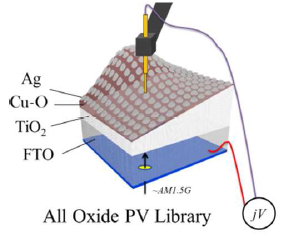 Ag
Cu-O
TiO₂
FTO
~AM1.5G
jV
All Oxide PV Library